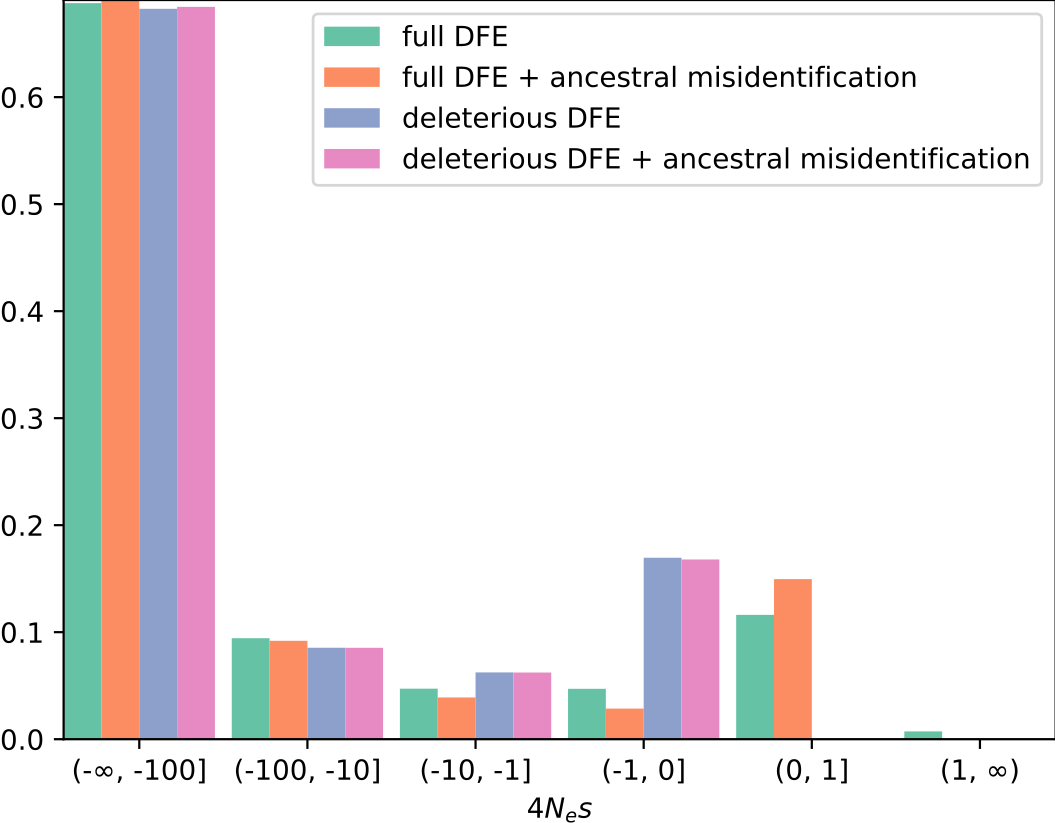 full DFE
full DFE + ancestral misidentification
deleterious DFE
deleterious DFE + ancestral misidentification
0.6
0.5
0.4
0.3
0.2
0.1
0.0
(-∞, -100] (-100, -10] (-10, -1] (-1, 0] (0, 1] (1, ∞)
4Nₑs